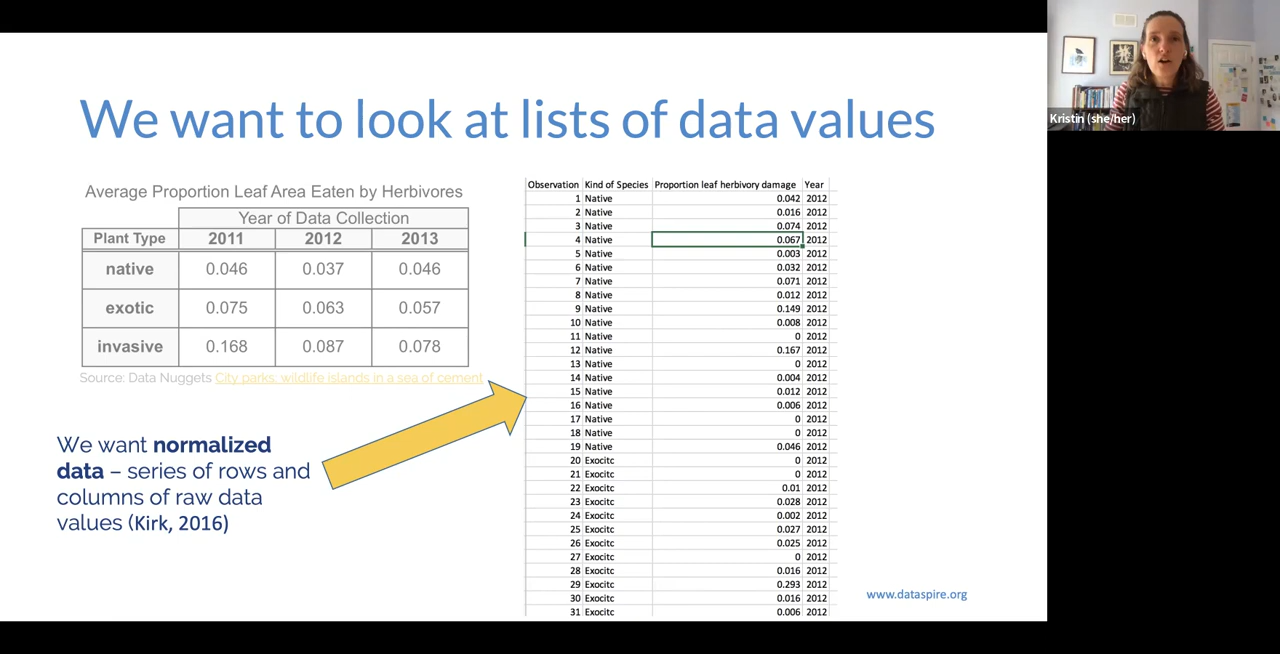 We want to look at lists of data values
Average Proportion Leaf Area Eaten by Herbivores
Year of Data Collection
Plant Type 2011 2012 2013
native 0.046 0.037 0.046
exotic 0.075 0.063 0.057
invasive 0.168 0.087 0.078
Source: Data Nuggets City parks: wildlife islands in a sea of cement
We want normalized
data – series of rows and
columns of raw data
values (Kirk, 2016)
Observation Kind of Species Proportion leaf herbivory damage Year
1 Native 0.042 2012
2 Native 0.016 2012
3 Native 0.074 2012
4 Native 0.067 2012
5 Native 0.003 2012
6 Native 0.032 2012
7 Native 0.071 2012
8 Native 0.012 2012
9 Native 0.149 2012
10 Native 0.008 2012
11 Native 0 2012
12 Native 0.167 2012
13 Native 0 2012
14 Native 0.004 2012
15 Native 0.012 2012
16 Native 0.006 2012
17 Native 0 2012
18 Native 0 2012
19 Native 0.046 2012
20 Exocitc 0 2012
21 Exocitc 0 2012
22 Exocitc 0.01 2012
23 Exocitc 0.028 2012
24 Exocitc 0.002 2012
25 Exocitc 0.027 2012
26 Exocitc 0.025 2012
27 Exocitc 0 2012
28 Exocitc 0.016 2012
29 Exocitc 0.293 2012
30 Exocitc 0.016 2012
31 Exocitc 0.006 2012
www.dataspire.org
Kristin (she/her)